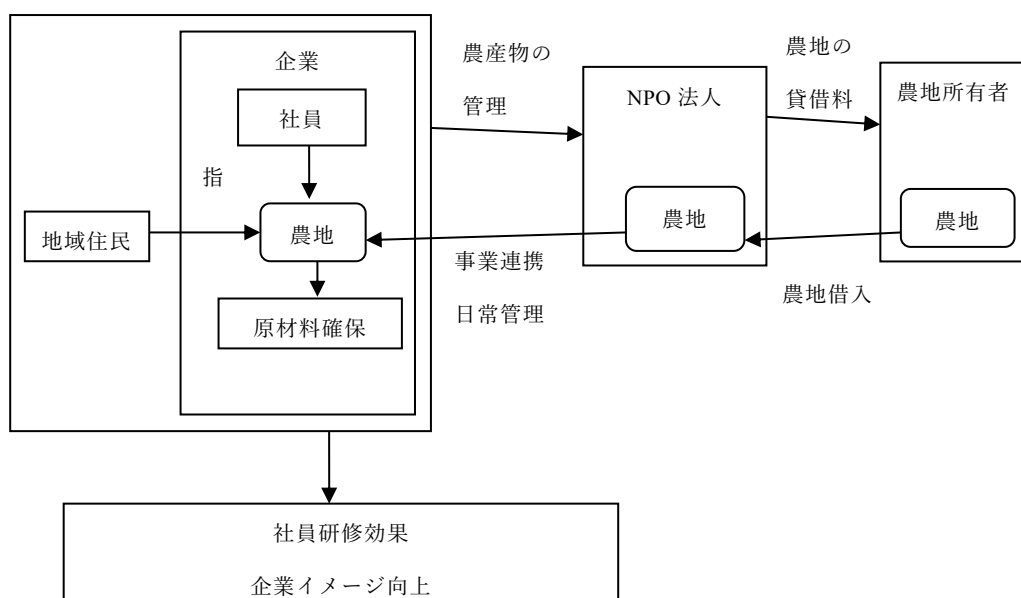 企業
社員
指
地域住民
農地
原材料確保
農産物の
管理
NPO 法人
農地
事業連携
日常管理
農地の
貸借料
農地所有者
農地
農地借入
社員研修効果
企業イメージ向上